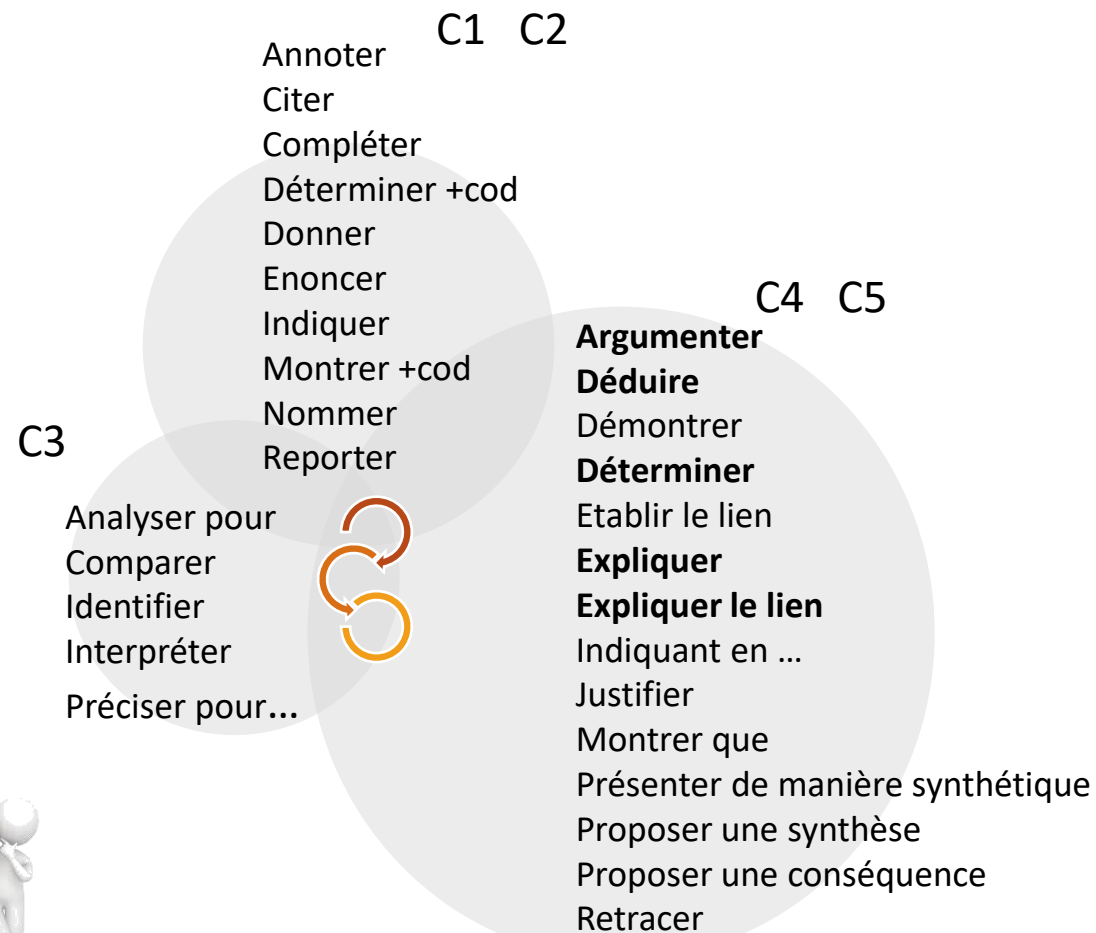 C1 C2
Annoter
Citer
Compléter
Déterminer +cod
Donner
Enoncer
Indiquer
Montrer +cod
Nommer
Reporter
C3
Analyser pour
Comparer
Identifier
Interpréter
Préciser pour...
C4 C5
Argumenter
Déduire
Démontrer
Déterminer
Etablir le lien
Expliquer
Expliquer le lien
Indiquant en …
Justifier
Montrer que
Présenter de manière synthétique
Proposer une synthèse
Proposer une conséquence
Retracer